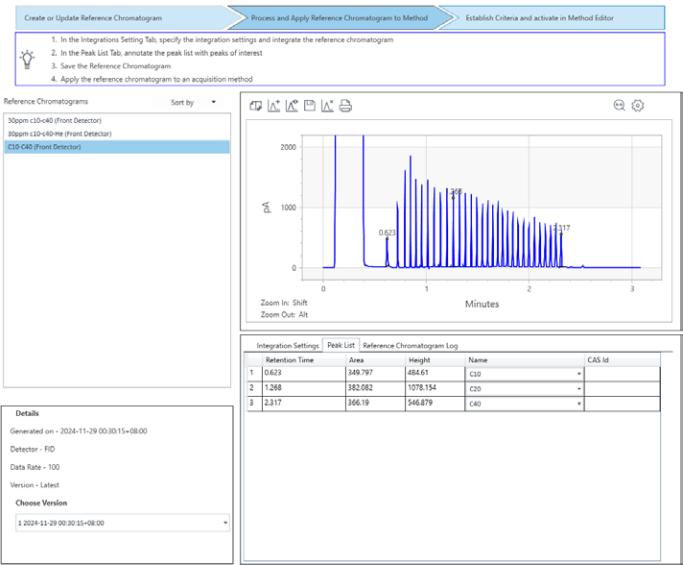 Create or Update Reference Chromatogram
Process and Apply Reference Chromatogram to Method
Establish Criteria and activate in Method Editor
1. In the Integrations Setting Tab, specify the integration settings and integrate the reference chromatogram
2. In the Peak List Tab, annotate the peak list with peaks of interest
3. Save the Reference Chromatogram
4. Apply the reference chromatogram to an acquisition method
Reference Chromatograms
Sort by
30ppm c10-c40 (Front Detector)
30ppm c10-c40-He (Front Detector)
C10-C40 (Front Detector)
2000
1000
0
pA
0.623
0
1
2
3
Minutes
Zoom In: Shift
Zoom Out: Alt
Integration Settings
Peak List
Reference Chromatogram Log
Retention Time Area Height Name CAS Id
1 0.623 349.797 484.61 C10
2 1.268 382.082 1078.154 C20
3 2.317 366.19 546.879 C40
Details
Generated on - 2024-11-29 00:30:15+08:00
Detector - FID
Data Rate - 100
Version - Latest
Choose Version
1 2024-11-29 00:30:15+08:00